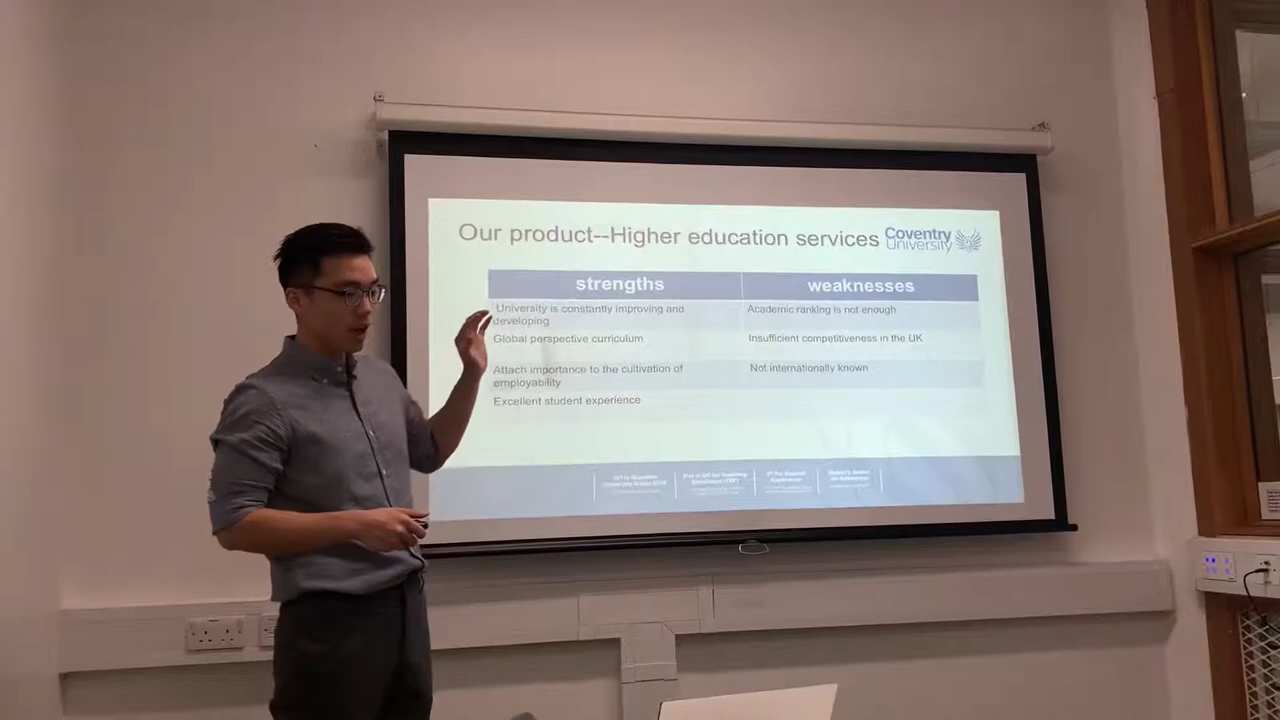 Our product--Higher education services
Coventry
University
strengths
weaknesses
University is constantly improving and
developing
Academic ranking is not enough
Global perspective curriculum
Insufficient competitiveness in the UK
Attach importance to the cultivation of
employability
Not internationally known
Excellent student experience